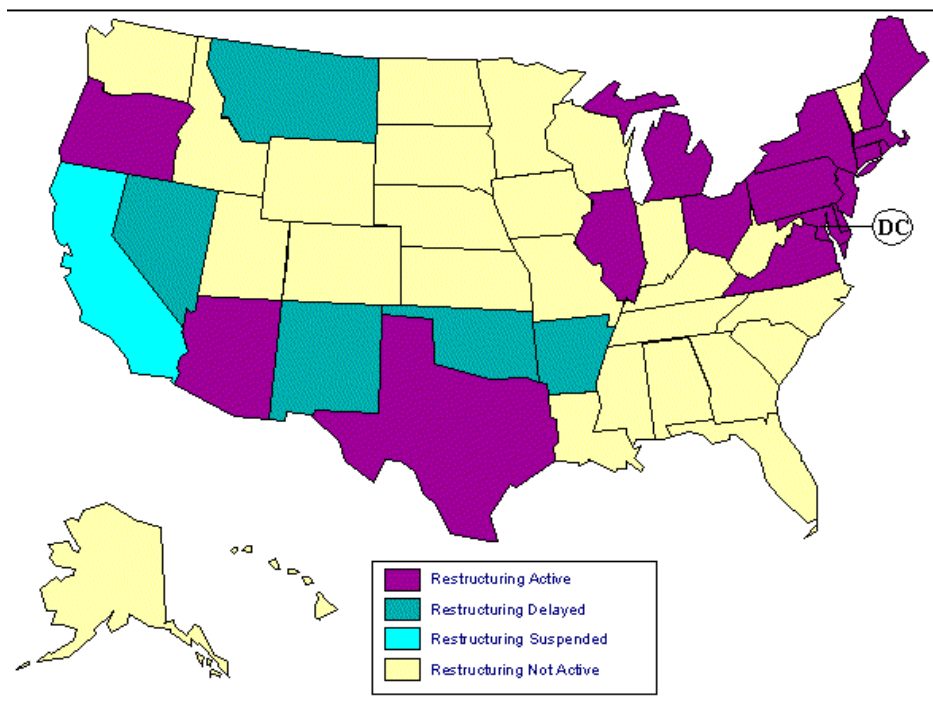 DC
Restructuring Active
Restructuring Delayed
Restructuring Suspended
Restructuring Not Active